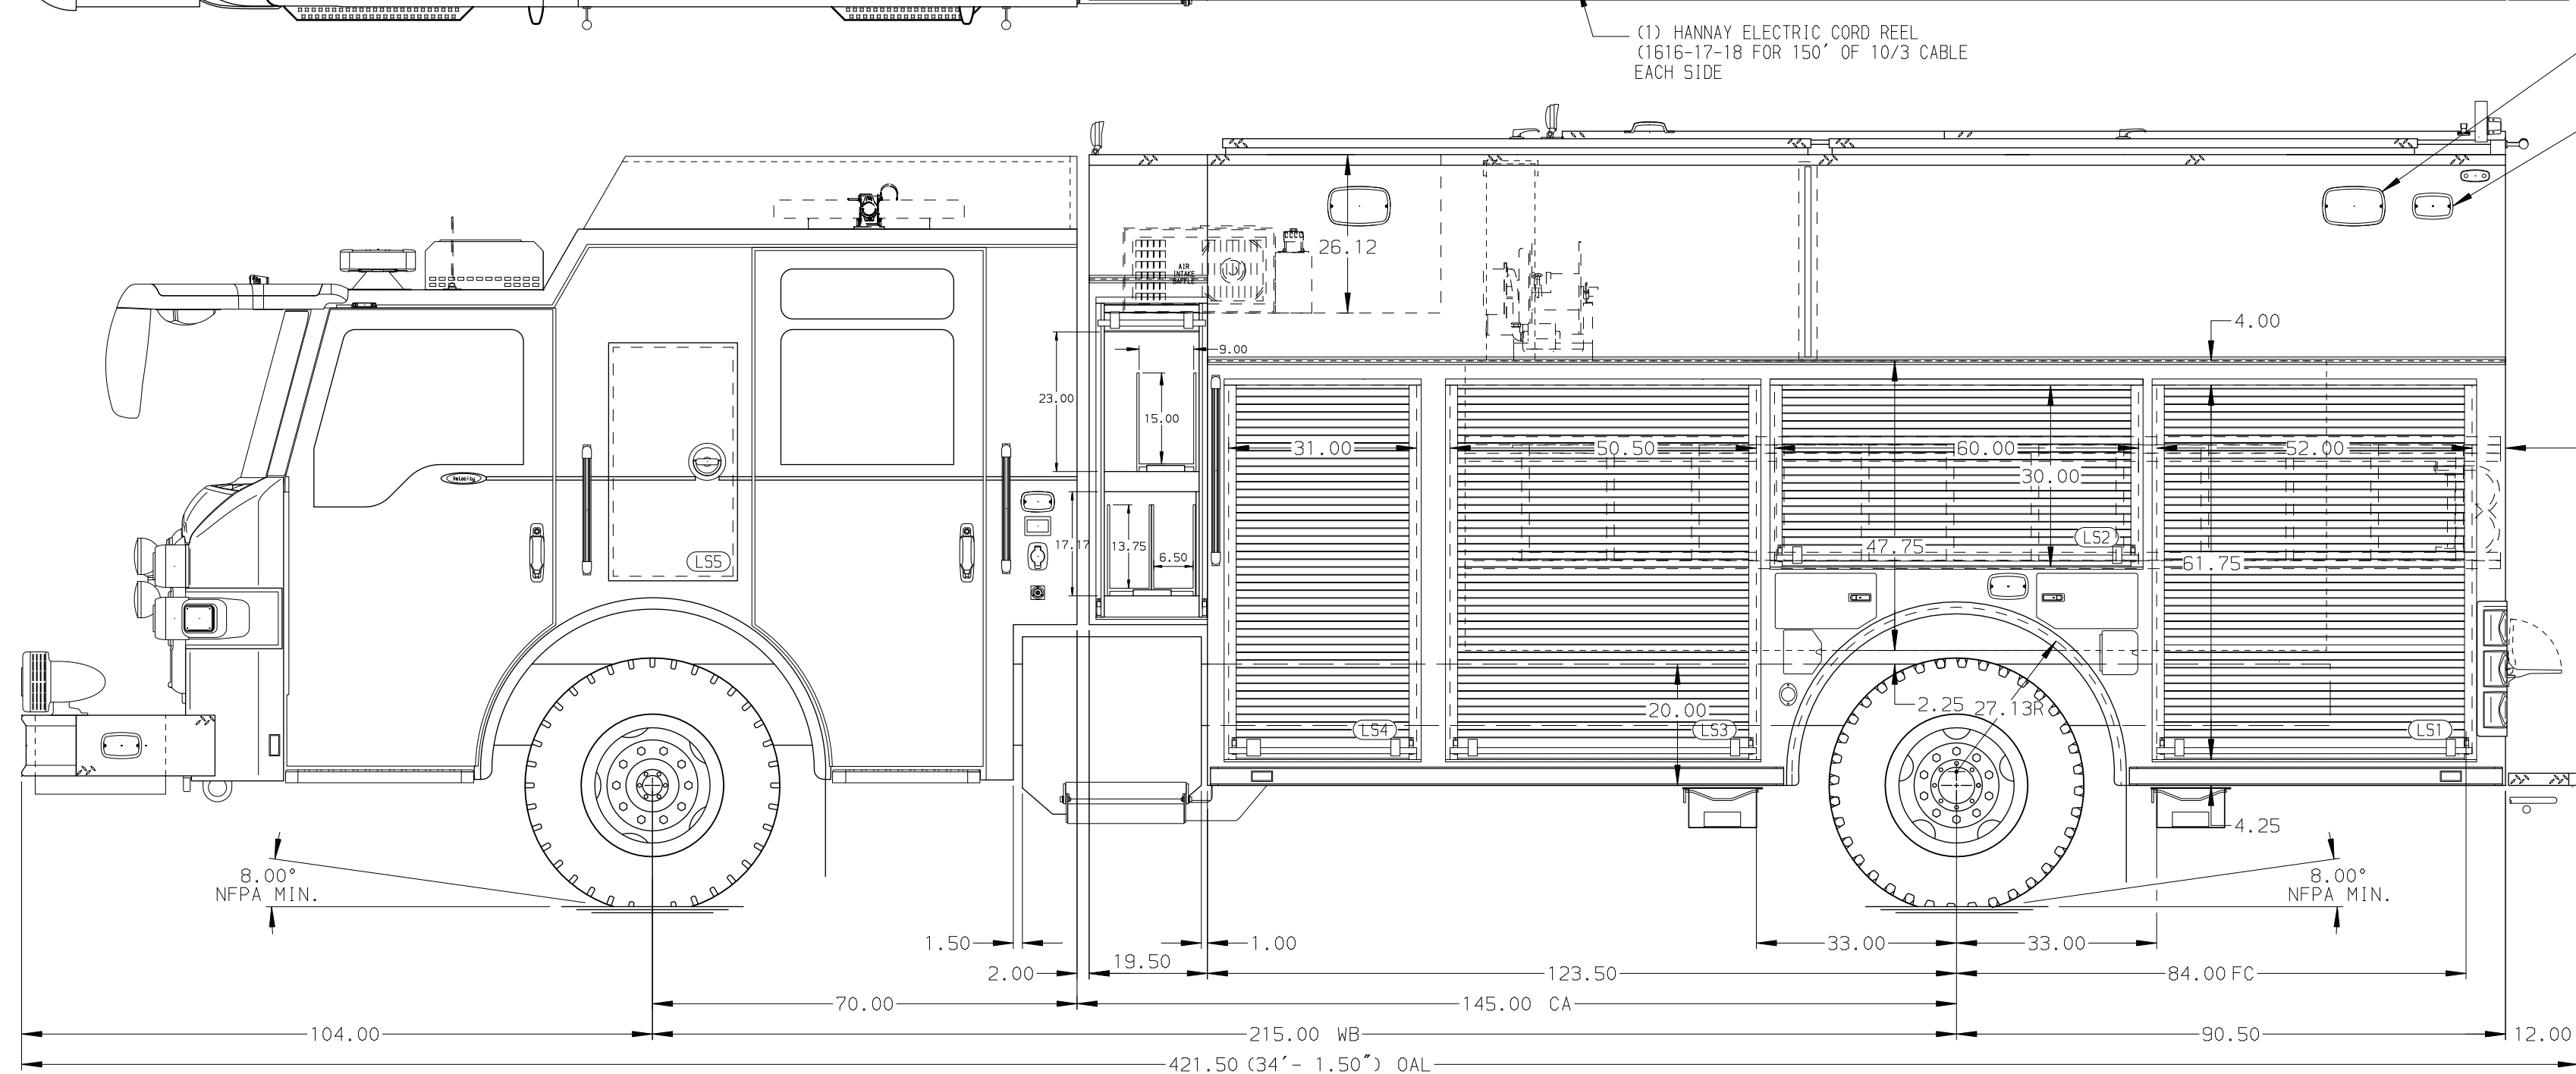 (1) HANNAY ELECTRIC CORD REEL
(1616-17-18 FOR 150' OF 10/3 CABLE
EACH SIDE
26.12
AIR
INTAKE
BAFFLE
4.00
9.00
23.00
15.00
31.00
50.50
60.00
52.00
30.00
Velocity
LS5
17.17
13.75
6.50
LS2
47.75
61.75
2.25
27.13R
20.00
LS4
LS3
LS1
4.25
8.00°
NFPA MIN.
8.00°
NFPA MIN.
1.50
1.00
33.00
33.00
2.00
19.50
123.50
84.00 FC
70.00
145.00 CA
104.00
215.00 WB
90.50
12.00
421.50 (34'- 1.50") OAL